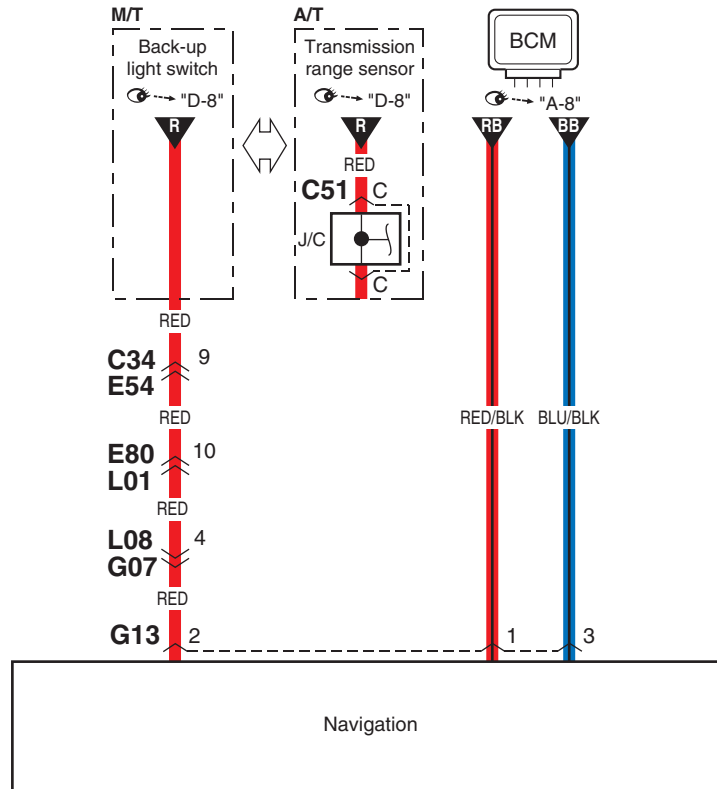 M/T
A/T
Back-up
light switch
Transmission
range sensor
BCM
"D-8"
"D-8"
"A-8"
R
R
RB
BB
RED
C51
C
J/C
C
RED
C34
9
E54
RED
RED/BLK
BLU/BLK
E80
10
L01
RED
L08
4
G07
RED
G13
2
1
3
Navigation